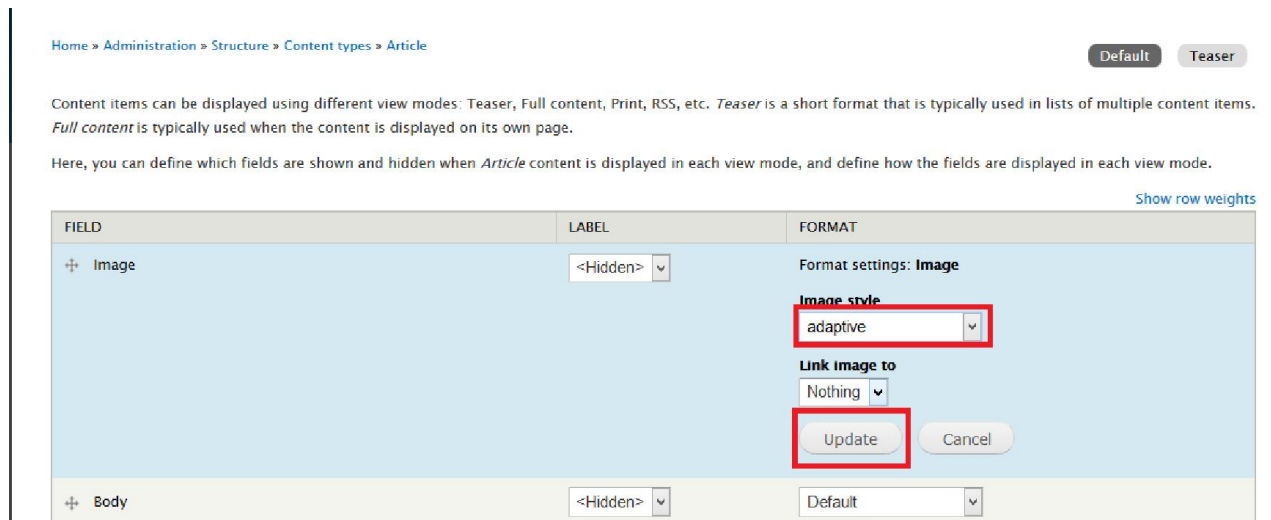 Home » Administration » Structure » Content types » Article
Default Teaser
Content items can be displayed using different view modes: Teaser, Full content, Print, RSS, etc. Teaser is a short format that is typically used in lists of multiple content items.
Full content is typically used when the content is displayed on its own page.
Here, you can define which fields are shown and hidden when Article content is displayed in each view mode, and define how the fields are displayed in each view mode.
Show row weights
FIELD LABEL FORMAT
Image <Hidden> Format settings: Image
Image style
adaptive
Link image to
Nothing
Update Cancel
Body <Hidden> Default